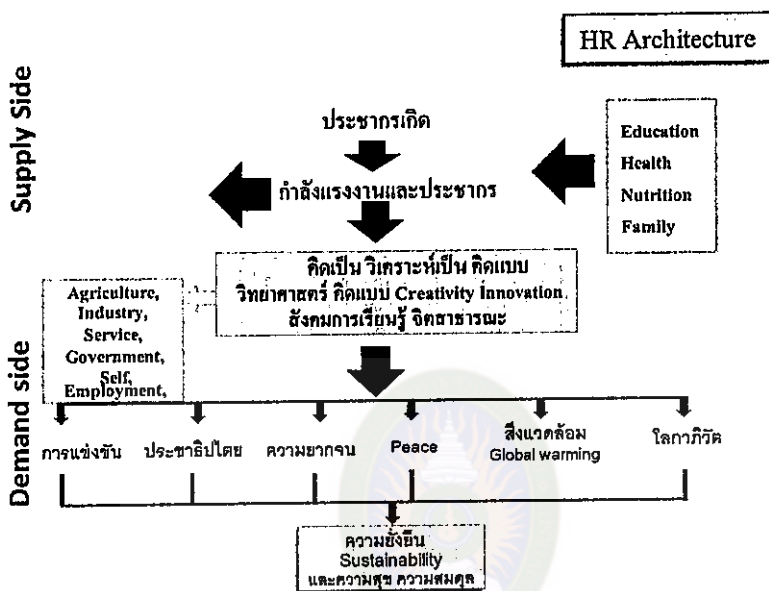 HR Architecture
Supply Side
ประชากรเกิด
Education
Health
Nutrition
Family
กำลังแรงงานและประชากร
คิดเป็น วิเคราะห์เป็น คิดแบบ
วิทยาศาสตร์ คิดแบบ Creativity Innovation
สังคมการเรียนรู้ จิตสาธารณะ
Agriculture,
Industry,
Service,
Government,
Self,
Employment,
Demand side
การแข่งขัน
ประชาธิปไตย
ความยากจน
Peace
สิ่งแวดล้อม
Global warming
โลกาภิวัต
ความยั่งยืน
Sustainability
และความสุข ความสมดุล